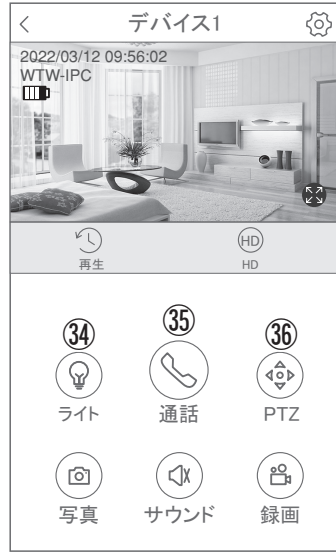 デバイス1
2022/03/12 09:56:02
WTW-IPC
再生
HD
HD
㉞ ㉟ ㊱
ライト 通話 PTZ
写真 サウンド 録画